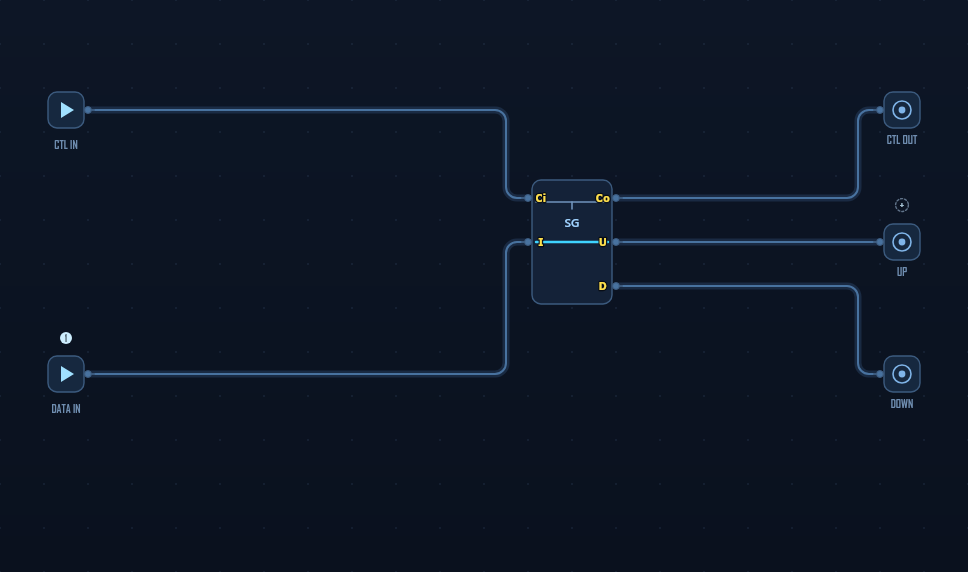 CTL IN
CTL OUT
Ci Co
SG
I U
D
UP
DATA IN
DOWN